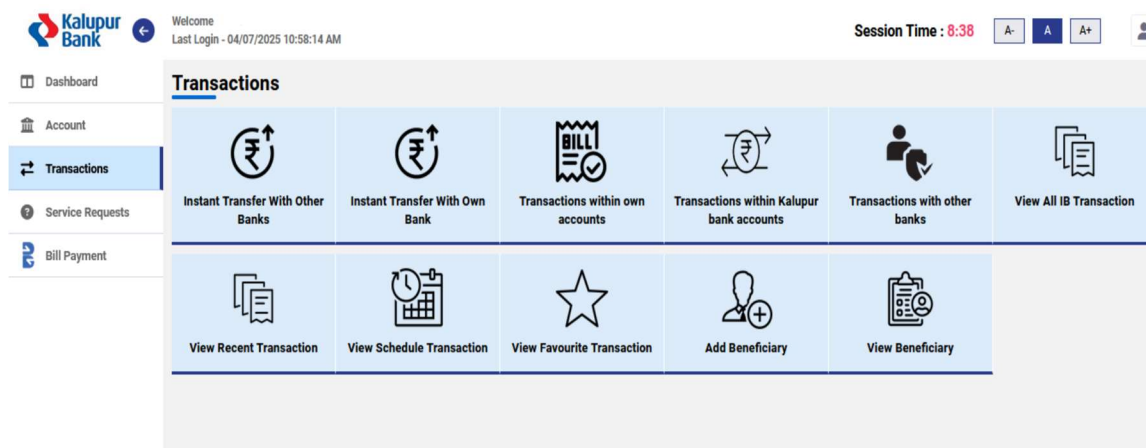 Kalupur
Bank
Welcome
Last Login - 04/07/2025 10:58:14 AM
Session Time : 8:38
A-
A
A+
Dashboard
Account
Transactions
Service Requests
Bill Payment
Transactions
Instant Transfer With Other
Banks
Instant Transfer With Own
Bank
BILL
Transactions within own
accounts
Transactions within Kalupur
bank accounts
Transactions with other
banks
View All IB Transaction
View Recent Transaction
View Schedule Transaction
View Favourite Transaction
Add Beneficiary
View Beneficiary